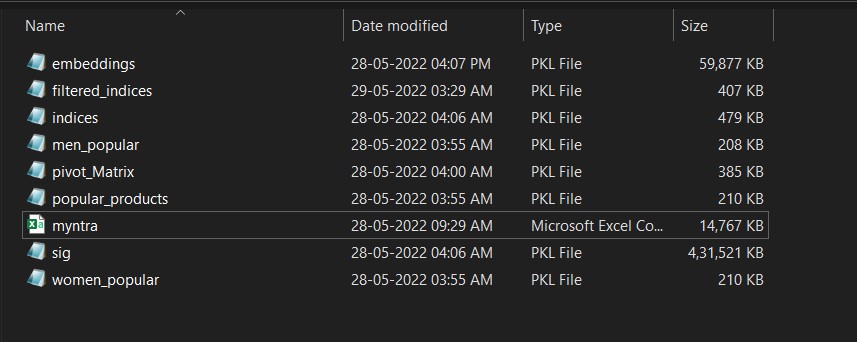 Name Date modified Type Size
embeddings 28-05-2022 04:07 PM PKL File 59,877 KB
filtered_indices 29-05-2022 03:29 AM PKL File 407 KB
indices 28-05-2022 04:06 AM PKL File 479 KB
men_popular 28-05-2022 03:55 AM PKL File 208 KB
pivot_Matrix 28-05-2022 04:00 AM PKL File 385 KB
popular_products 28-05-2022 03:55 AM PKL File 210 KB
myntra 28-05-2022 09:29 AM Microsoft Excel Co... 14,767 KB
sig 28-05-2022 04:06 AM PKL File 4,31,521 KB
women_popular 28-05-2022 03:55 AM PKL File 210 KB